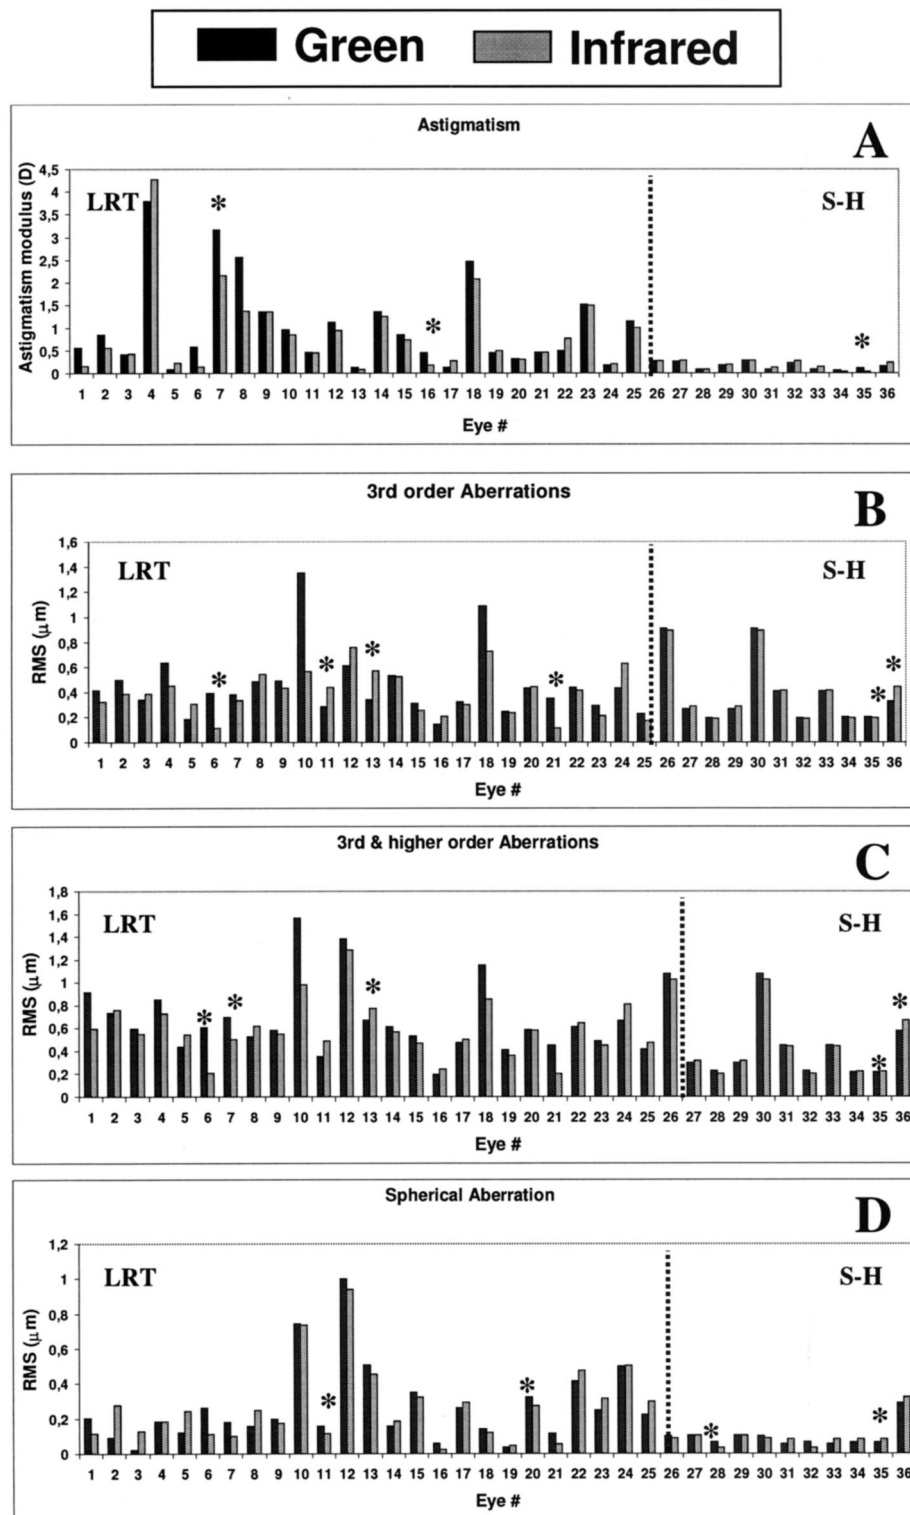 Green Infrared
Astigmatism
A
Astigmatism modulus (D)
4,5
4
3,5
3
2,5
2
1,5
1
0,5
0
LRT
*
*
S-H
*
1 2 3 4 5 6 7 8 9 10 11 12 13 14 15 16 17 18 19 20 21 22 23 24 25 26 27 28 29 30 31 32 33 34 35 36
Eye #
3rd order Aberrations
B
RMS (μm)
1,6
1,4
1,2
1
0,8
0,6
0,4
0,2
0
LRT
S-H
*
*
*
*
*
*
1 2 3 4 5 6 7 8 9 10 11 12 13 14 15 16 17 18 19 20 21 22 23 24 25 26 27 28 29 30 31 32 33 34 35 36
Eye #
3rd & higher order Aberrations
C
RMS (μm)
1,8
1,6
1,4
1,2
1
0,8
0,6
0,4
0,2
0
LRT
S-H
*
*
*
*
*
1 2 3 4 5 6 7 8 9 10 11 12 13 14 15 16 17 18 19 20 21 22 23 24 25 26 27 28 29 30 31 32 33 34 35 36
Eye #
Spherical Aberration
D
RMS (μm)
1,2
1
0,8
0,6
0,4
0,2
0
LRT
S-H
*
*
*
*
1 2 3 4 5 6 7 8 9 10 11 12 13 14 15 16 17 18 19 20 21 22 23 24 25 26 27 28 29 30 31 32 33 34 35 36
Eye #